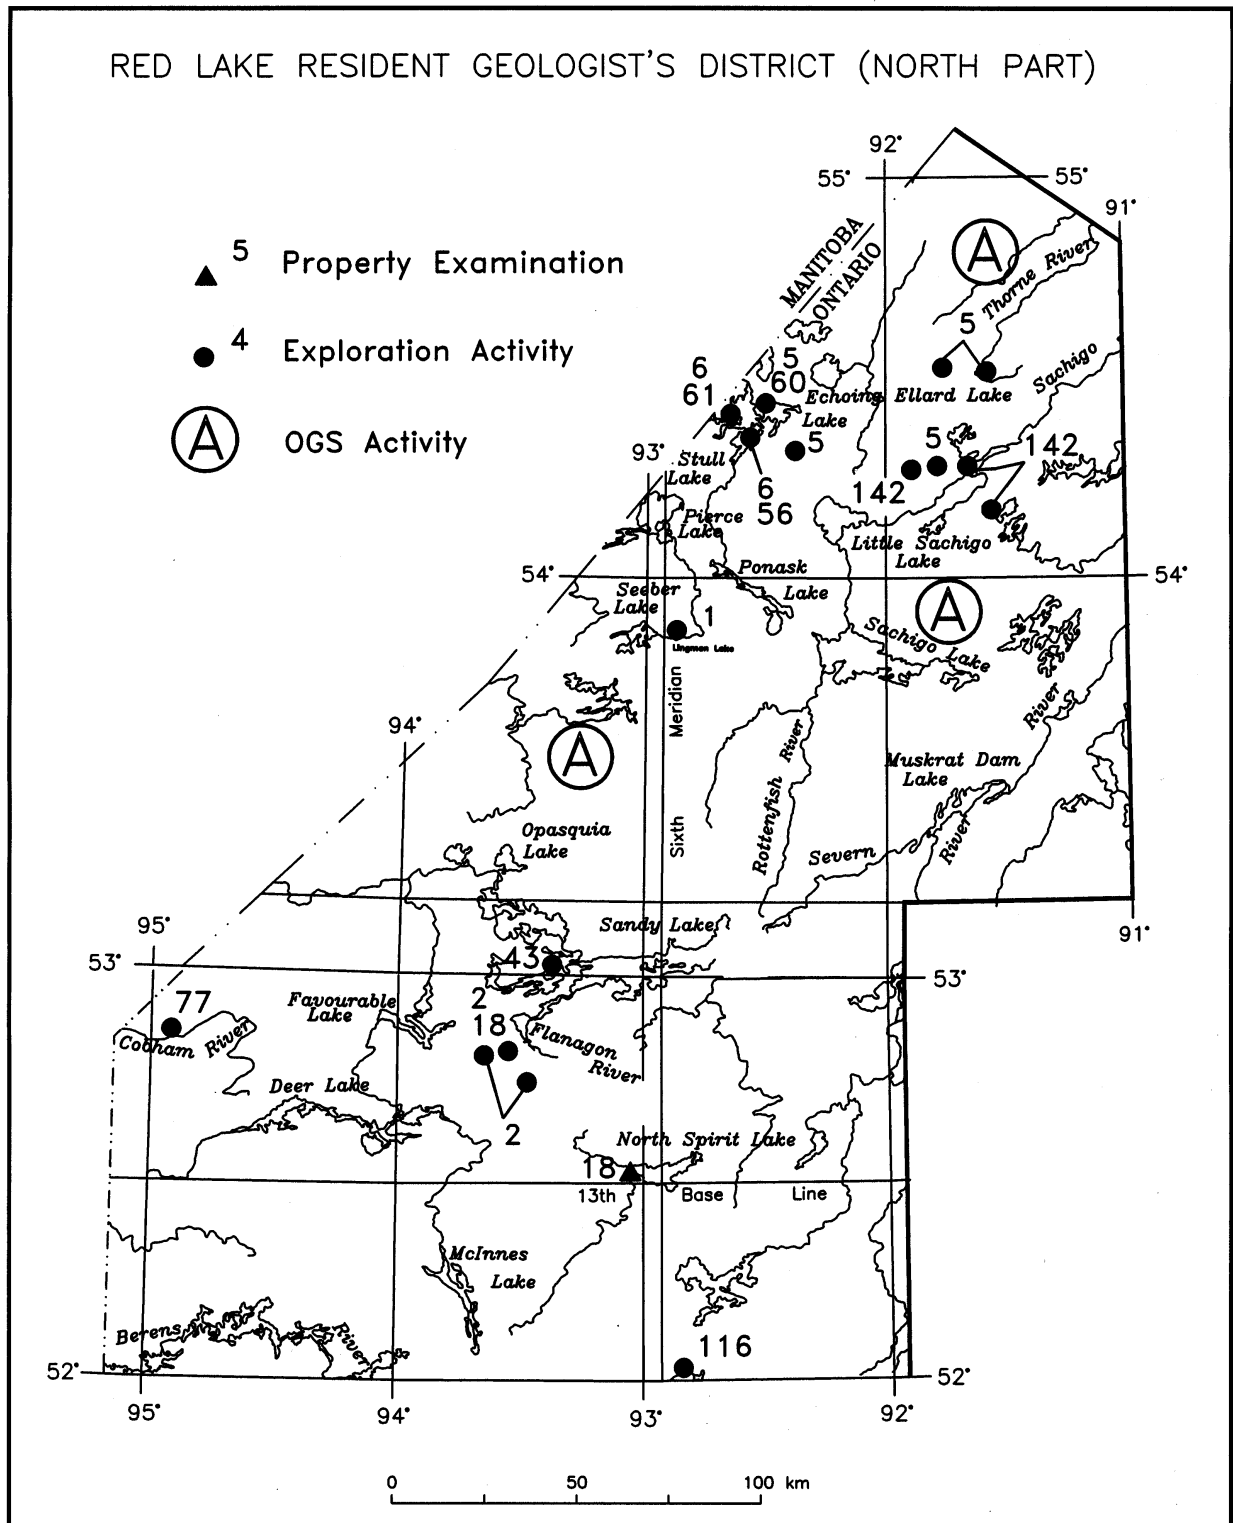 RED LAKE RESIDENT GEOLOGIST'S DISTRICT (NORTH PART)
92°
55°
55°
91°
5
Property Examination
4
Exploration Activity
A
OGS Activity
MANITOBA
ONTARIO
A
Thorne River
5
Sachigo
6
61
5
60
Echoing
Lake
Ellard Lake
5
93°
Stull
Lake
6
56
5
142
142
Pierce
Lake
Little Sachigo
Lake
54°
54°
Ponask
Lake
Seeber
Lake
1
Lingman Lake
A
Sachigo Lake
River
Meridian
94°
A
Rottenfish River
Muskrat Dam
Lake
Opasquia
Lake
Sixth
Severn
River
95°
Sandy Lake
91°
53°
43
53°
77
Favourable
Lake
2
18
Flanagon
River
Cobham River
Deer Lake
2
North Spirit Lake
18
13th
Base
Line
McInnes
Lake
Berens
River
116
52°
52°
95°
94°
93°
92°
0
50
100 km